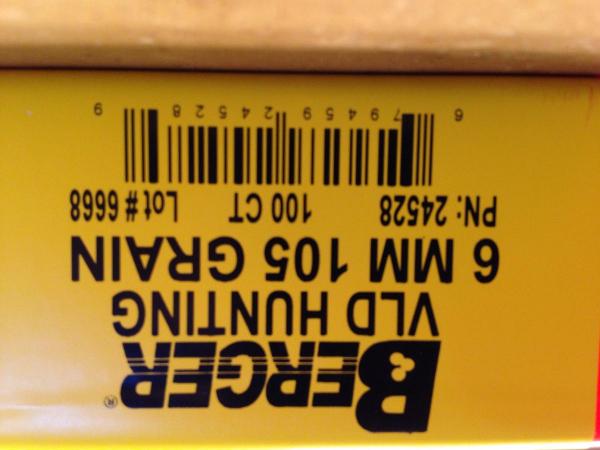 BERGER®
VLD HUNTING
6 MM 105 GRAIN
PN: 24528 100 CT Lot # 6668
6 79459 24528 9